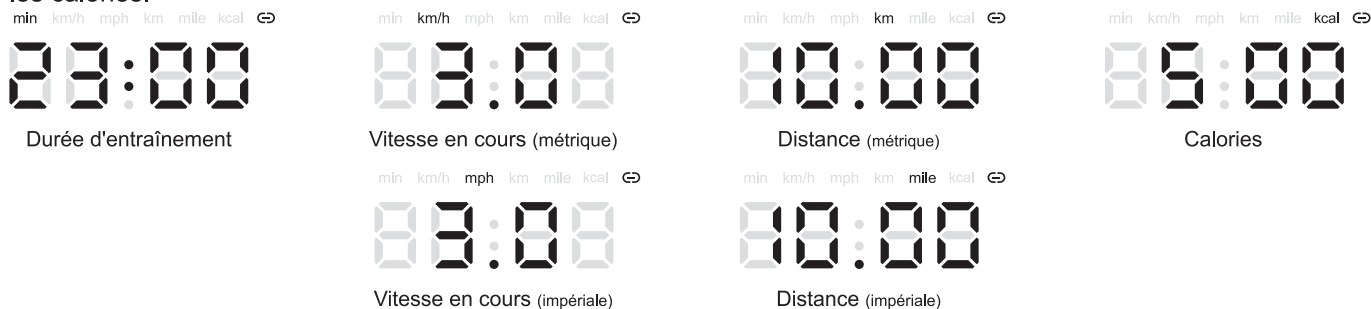 les calories.
min km/h mph km mile kcal
23:00
Durée d'entraînement
min km/h mph km mile kcal
3.0
Vitesse en cours (métrique)
min km/h mph km mile kcal
10.00
Distance (métrique)
min km/h mph km mile kcal
500
Calories
min km/h mph km mile kcal
3.0
Vitesse en cours (impériale)
min km/h mph km mile kcal
10.00
Distance (impériale)